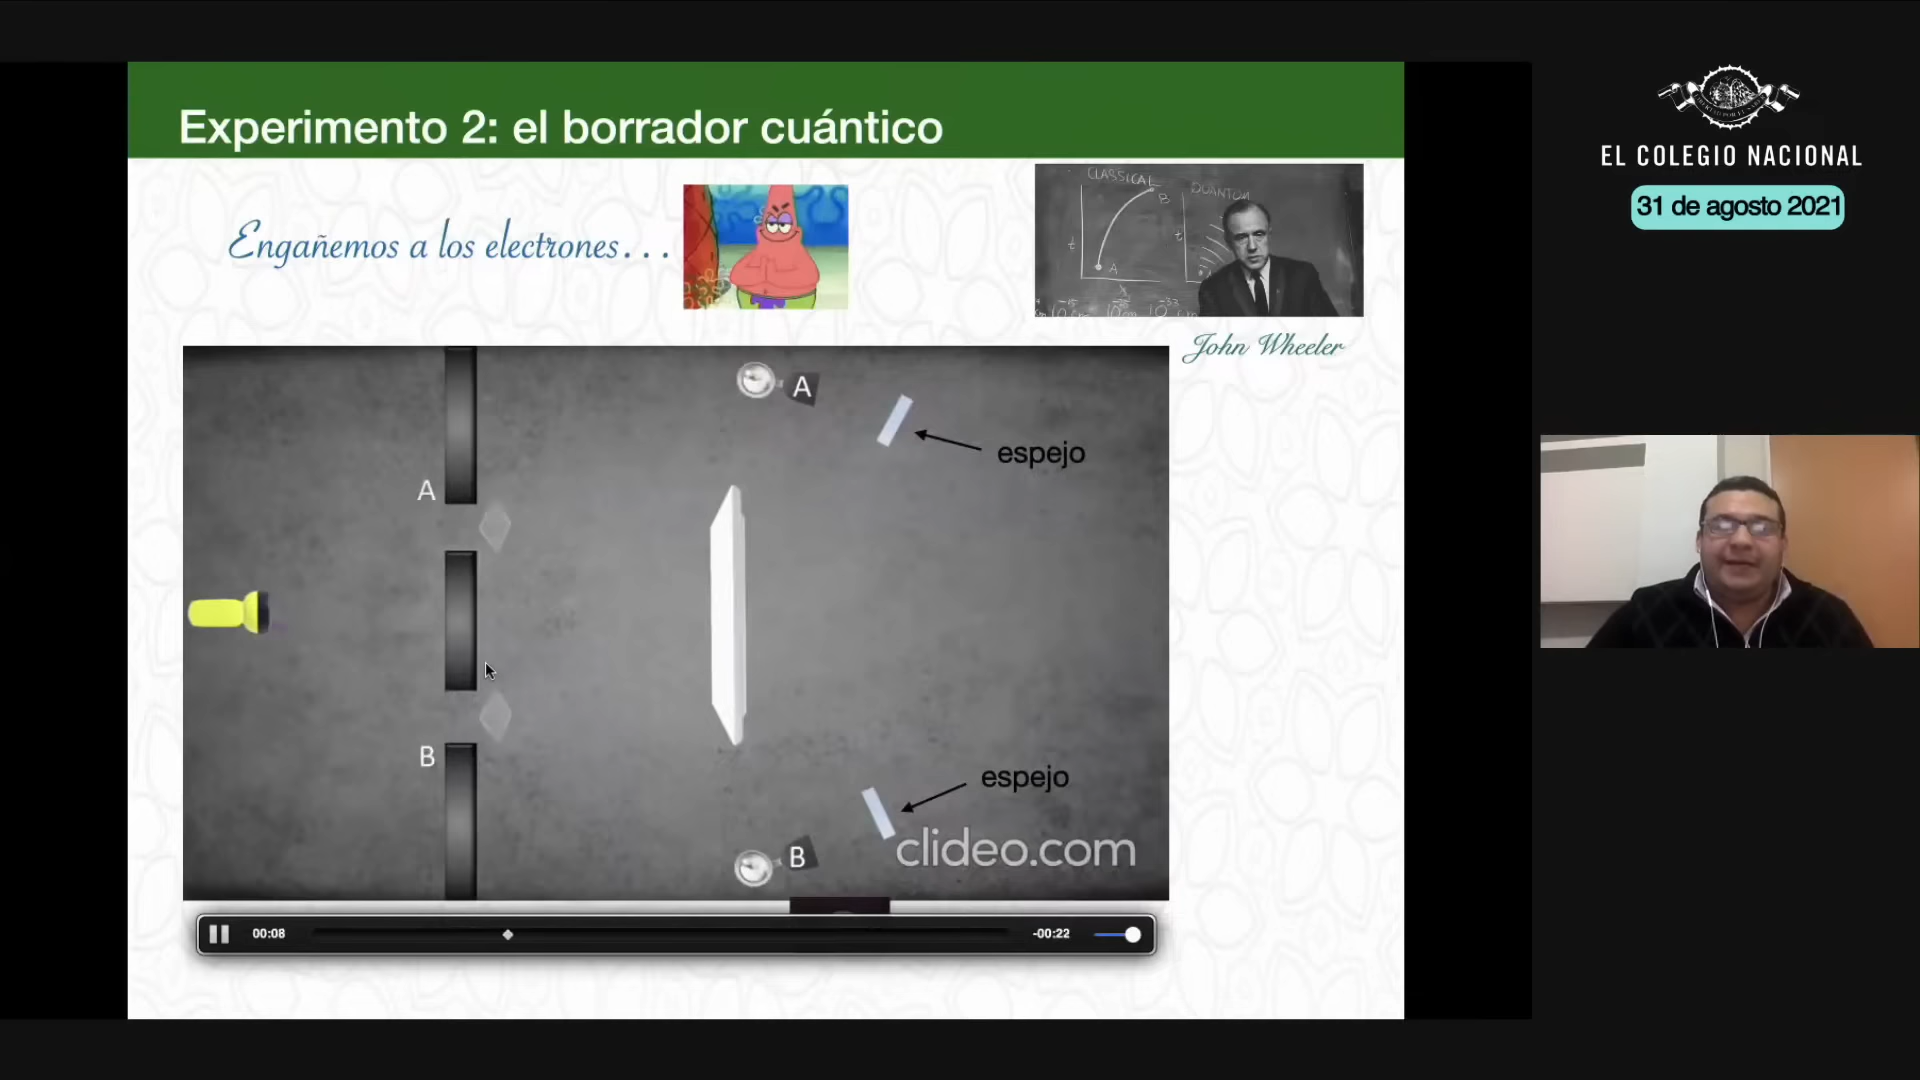 Experimento 2: el borrador cuántico
Engañemos a los electrones...
CLASSICAL
QUANTUM
B
t
A
t
John Wheeler
A
espejo
A
B
espejo
B
clideo.com
00:08
-00:22
EL COLEGIO NACIONAL
31 de agosto 2021